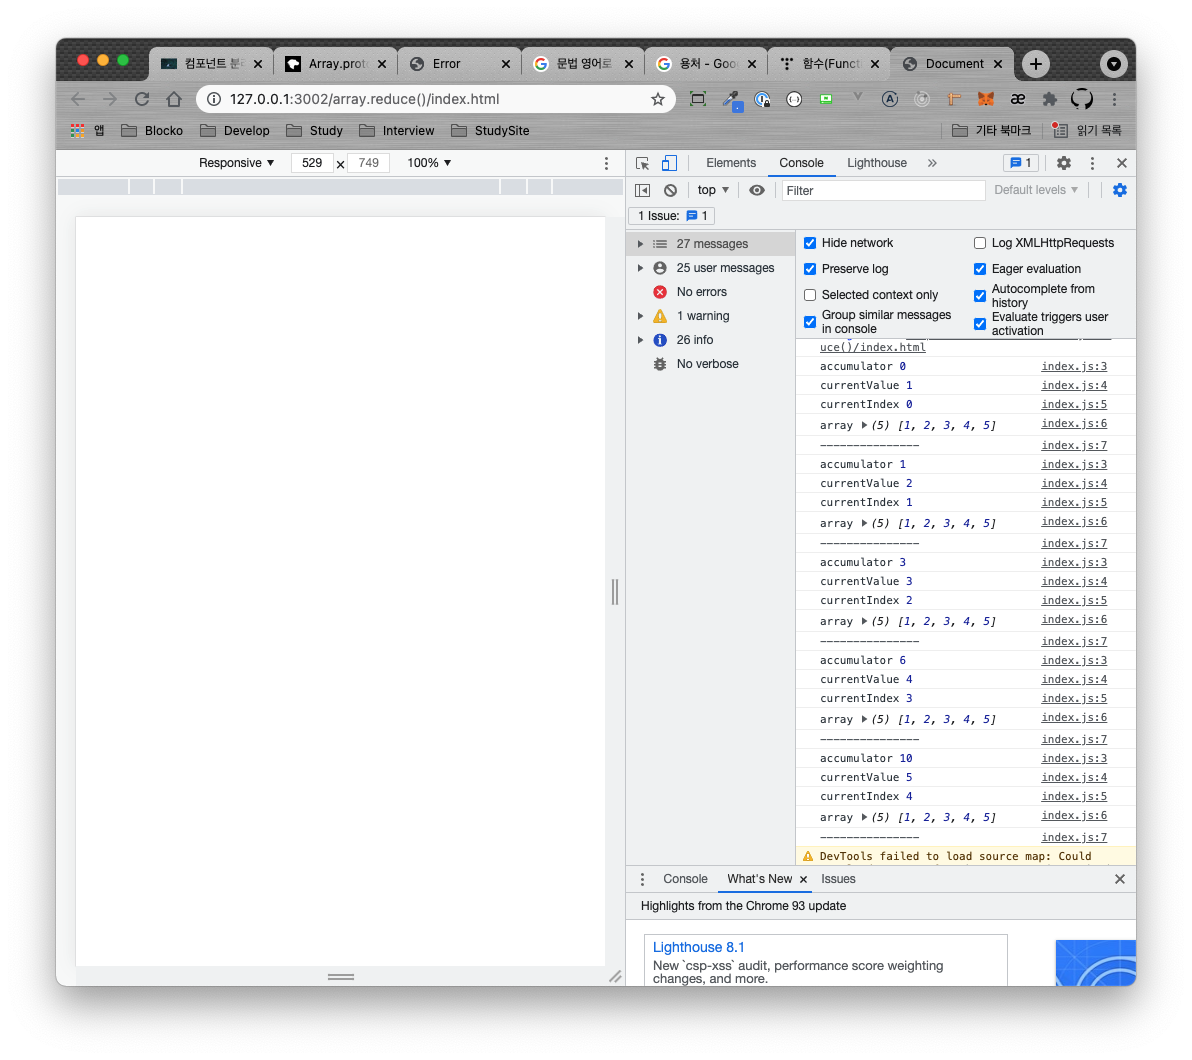 컴포넌트 분리
Array.proto
Error
문법 영어로
용처 - Goo
함수(Funct
Document
127.0.0.1:3002/array.reduce()/index.html
앱
Blocko
Develop
Study
Interview
StudySite
기타 북마크
읽기 목록
Responsive ▼ 529 × 749 100% ▼
Elements Console Lighthouse » 1
top ▼ Filter Default levels ▼
1 Issue: 1
27 messages
25 user messages
No errors
1 warning
26 info
No verbose
Hide network
Log XMLHttpRequests
Preserve log
Eager evaluation
Selected context only
Autocomplete from
history
Group similar messages
in console
Evaluate triggers user
activation
uce()/index.html
accumulator 0 index.js:3
currentValue 1 index.js:4
currentIndex 0 index.js:5
array ▶(5) [1, 2, 3, 4, 5] index.js:6
--------------- index.js:7
accumulator 1 index.js:3
currentValue 2 index.js:4
currentIndex 1 index.js:5
array ▶(5) [1, 2, 3, 4, 5] index.js:6
--------------- index.js:7
accumulator 3 index.js:3
currentValue 3 index.js:4
currentIndex 2 index.js:5
array ▶(5) [1, 2, 3, 4, 5] index.js:6
--------------- index.js:7
accumulator 6 index.js:3
currentValue 4 index.js:4
currentIndex 3 index.js:5
array ▶(5) [1, 2, 3, 4, 5] index.js:6
--------------- index.js:7
accumulator 10 index.js:3
currentValue 5 index.js:4
currentIndex 4 index.js:5
array ▶(5) [1, 2, 3, 4, 5] index.js:6
--------------- index.js:7
DevTools failed to load source map: Could
Console What's New × Issues
Highlights from the Chrome 93 update
Lighthouse 8.1
New `csp-xss` audit, performance score weighting
changes, and more.